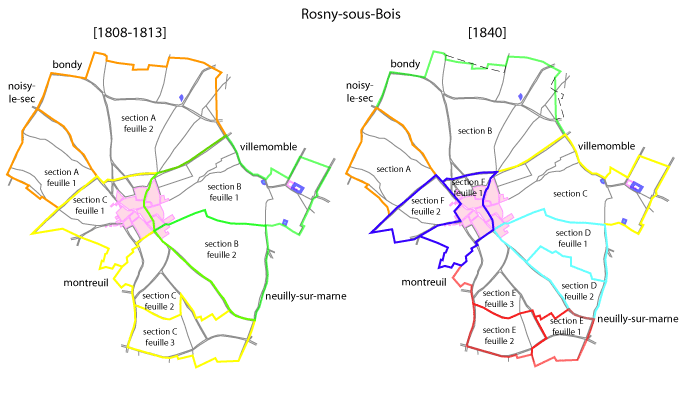 Rosny-sous-Bois
[1808-1813]
bondy
noisy-
le-sec
section A
feuille 2
villemomble
section A
feuille 1
section B
feuille 1
section C
feuille 1
section B
feuille 2
montreuil
section C
feuille 2
neuilly-sur-marne
section C
feuille 3
[1840]
bondy
noisy-
le-sec
section B
villemomble
section A
section F
feuille 1
section C
section F
feuille 2
section D
feuille 1
montreuil
section D
feuille 2
section E
feuille 3
neuilly-sur-marne
section E
feuille 1
section E
feuille 2